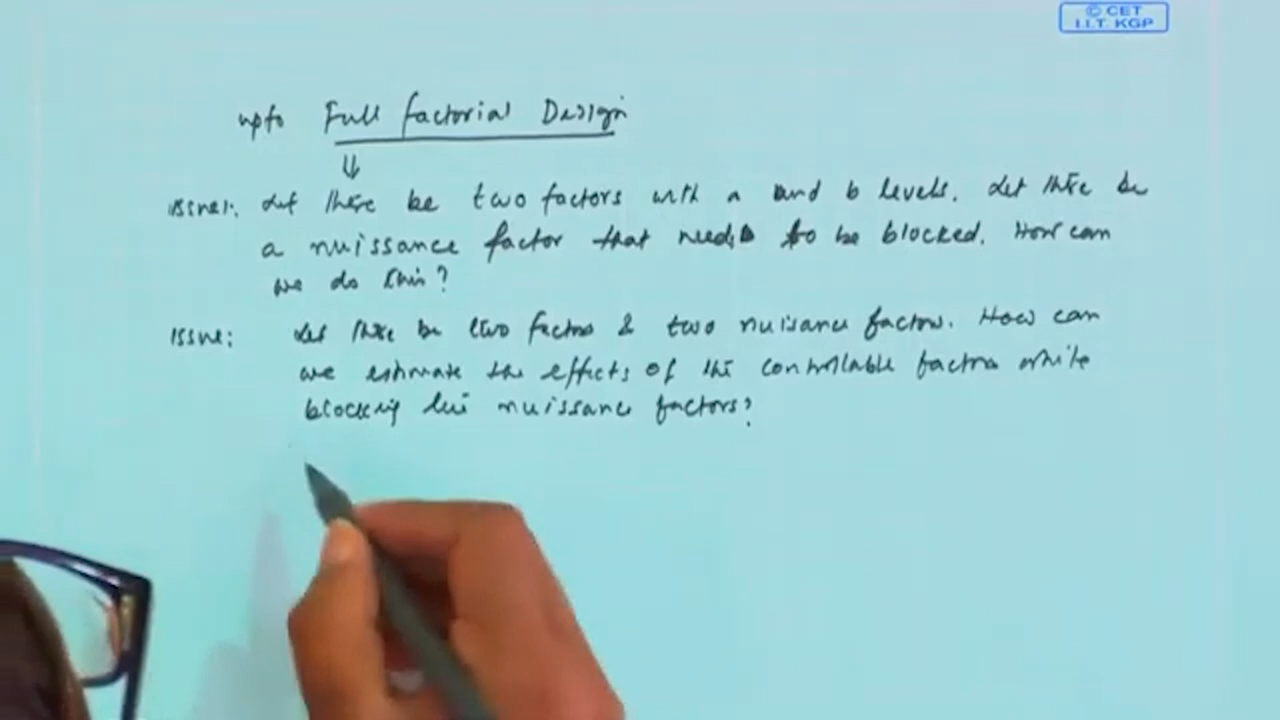 © CET
I.I.T. KGP
upto Full factorial Design
Issue1: Let there be two factors with a and b levels. Let there be
a nuissance factor that needs to be blocked. How can
we do this?
Issue: Let there be two factors & two nuisance factors. How can
we estimate the effects of the controllable factors while
blocking the nuissance factors?